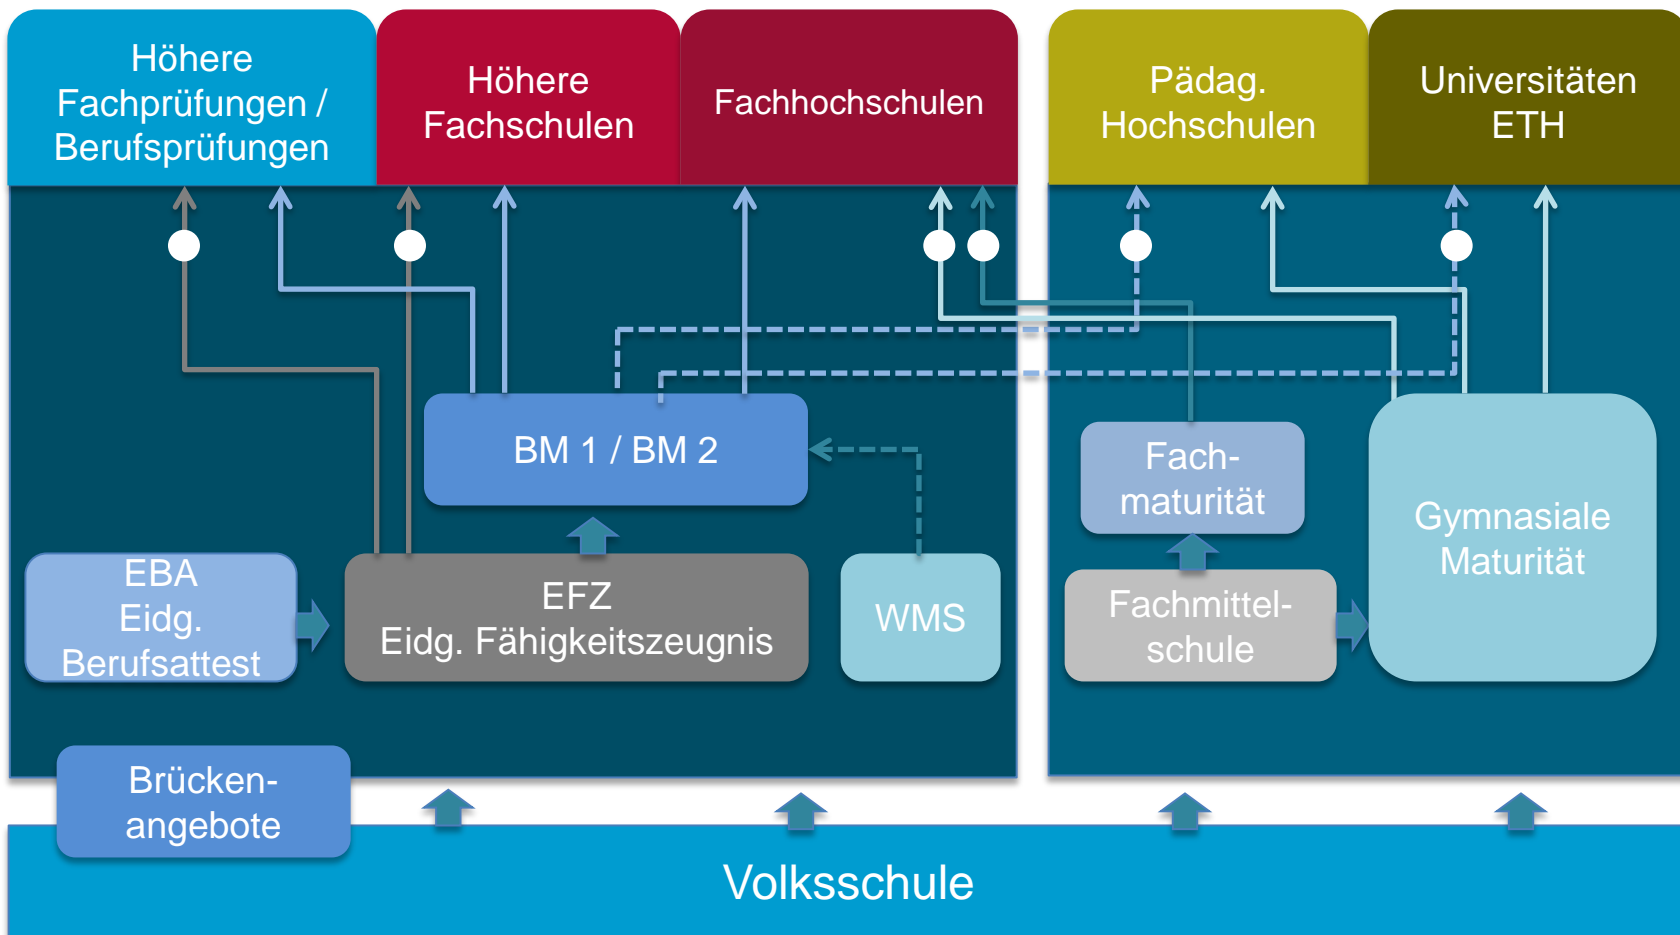 Höhere
Fachprüfungen /
Berufsprüfungen
Höhere
Fachschulen
Fachhochschulen
Pädag.
Hochschulen
Universitäten
ETH
BM 1 / BM 2
Fach-
maturität
Gymnasiale
Maturität
EBA
Eidg.
Berufsattest
EFZ
Eidg. Fähigkeitszeugnis
WMS
Fachmittel-
schule
Brücken-
angebote
Volksschule